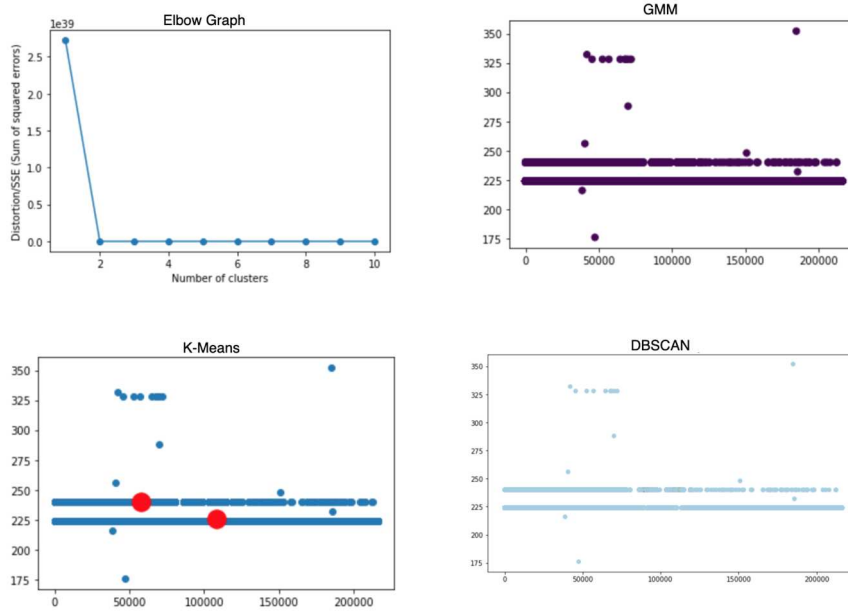 Elbow Graph
1e39
Distortion/SSE (Sum of squared errors)
2.5
2.0
1.5
1.0
0.5
0.0
2 4 6 8 10
Number of clusters
GMM
350
325
300
275
250
225
200
175
0 50000 100000 150000 200000
K-Means
350
325
300
275
250
225
200
175
0 50000 100000 150000 200000
DBSCAN
350
325
300
275
250
225
200
175
0 50000 100000 150000 200000